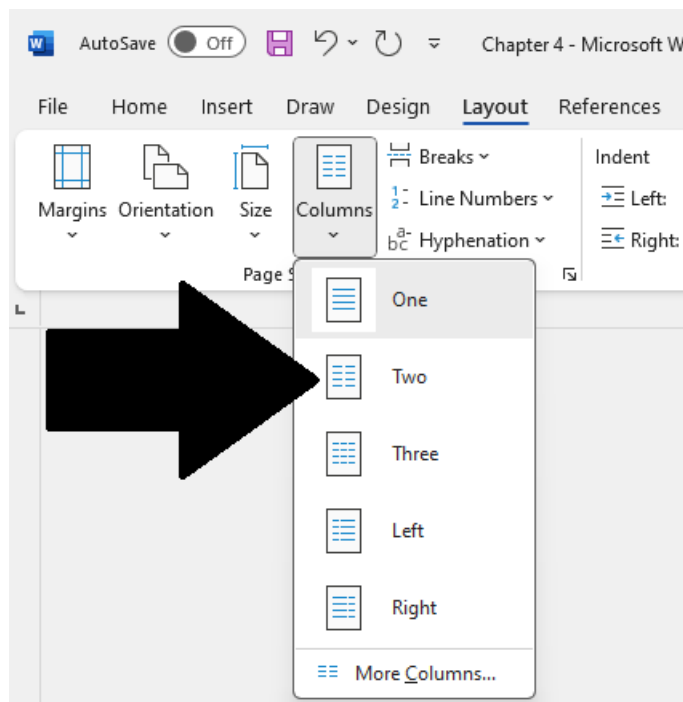 W AutoSave Off Chapter 4 - Microsoft W
File Home Insert Draw Design Layout References
Margins Orientation Size Columns
Breaks
Line Numbers
Hyphenation
Indent
Left:
Right:
Page S
One
Two
Three
Left
Right
More Columns...